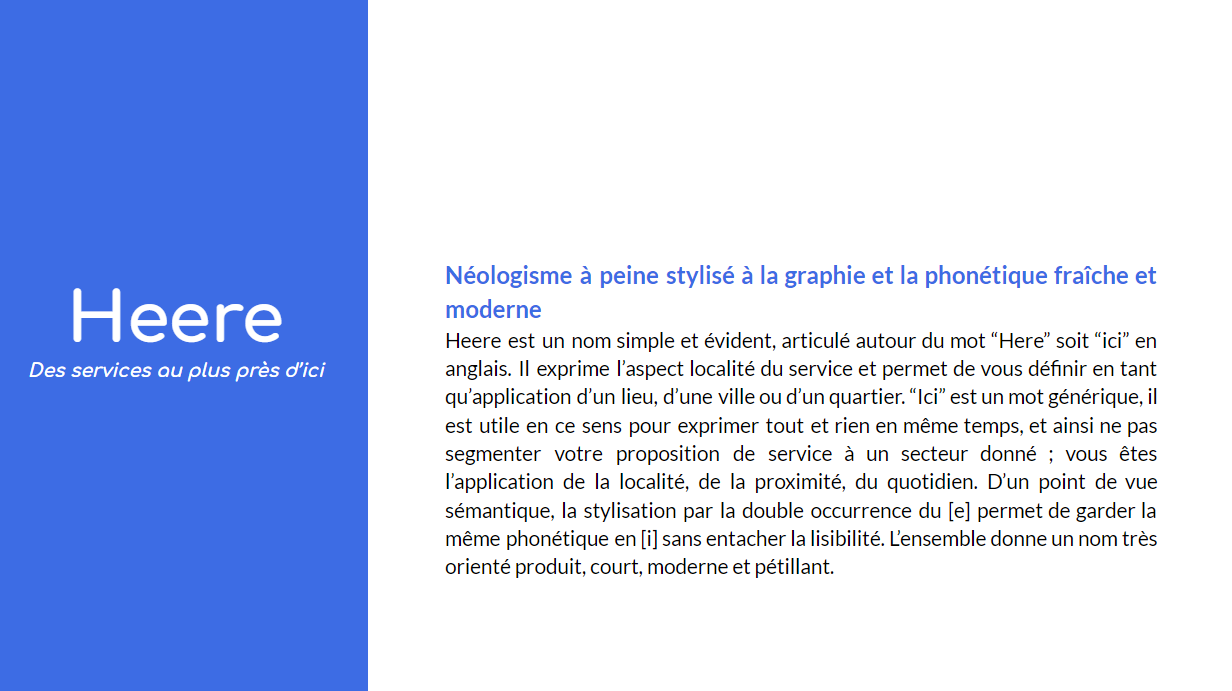 Heere
Des services au plus près d’ici
Néologisme à peine stylisé à la graphie et la phonétique fraîche et
moderne
Heere est un nom simple et évident, articulé autour du mot “Here” soit “ici” en
anglais. Il exprime l’aspect localité du service et permet de vous définir en tant
qu’application d’un lieu, d’une ville ou d’un quartier. “Ici” est un mot générique, il
est utile en ce sens pour exprimer tout et rien en même temps, et ainsi ne pas
segmenter votre proposition de service à un secteur donné ; vous êtes
l’application de la localité, de la proximité, du quotidien. D’un point de vue
sémantique, la stylisation par la double occurrence du [e] permet de garder la
même phonétique en [i] sans entacher la lisibilité. L’ensemble donne un nom très
orienté produit, court, moderne et pétillant.